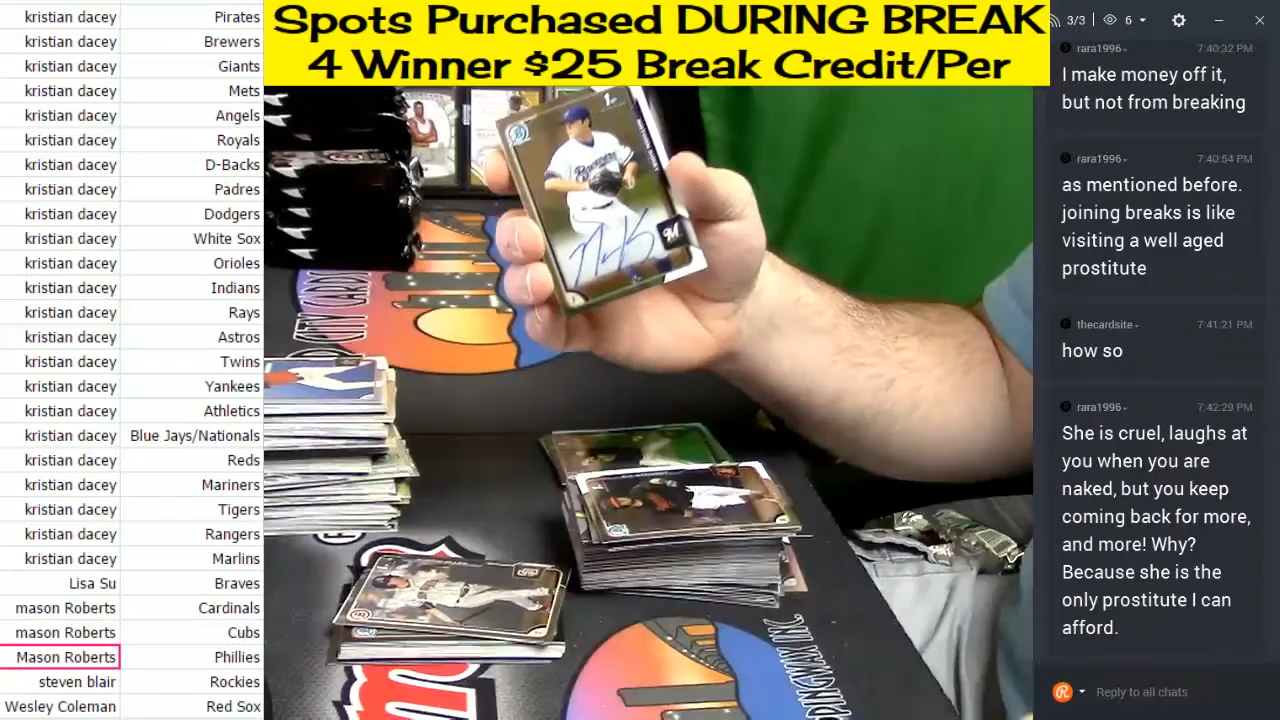 Spots Purchased DURING BREAK
4 Winner $25 Break Credit/Per
kristian dacey Pirates
kristian dacey Brewers
kristian dacey Giants
kristian dacey Mets
kristian dacey Angels
kristian dacey Royals
kristian dacey D-Backs
kristian dacey Padres
kristian dacey Dodgers
kristian dacey White Sox
kristian dacey Orioles
kristian dacey Indians
kristian dacey Rays
kristian dacey Astros
kristian dacey Twins
kristian dacey Yankees
kristian dacey Athletics
kristian dacey Blue Jays/Nationals
kristian dacey Reds
kristian dacey Mariners
kristian dacey Tigers
kristian dacey Rangers
kristian dacey Marlins
Lisa Su Braves
mason Roberts Cardinals
mason Roberts Cubs
Mason Roberts Phillies
steven blair Rockies
Wesley Coleman Red Sox
1st
Brewers
M
CITY CARDS
PPINGWAX INC
3/3 6
rara1996 7:40:32 PM
I make money off it,
but not from breaking
rara1996 7:40:54 PM
as mentioned before.
joining breaks is like
visiting a well aged
prostitute
thecardsite 7:41:21 PM
how so
rara1996 7:42:29 PM
She is cruel, laughs at
you when you are
naked, but you keep
coming back for more,
and more! Why?
Because she is the
only prostitute I can
afford.
R Reply to all chats